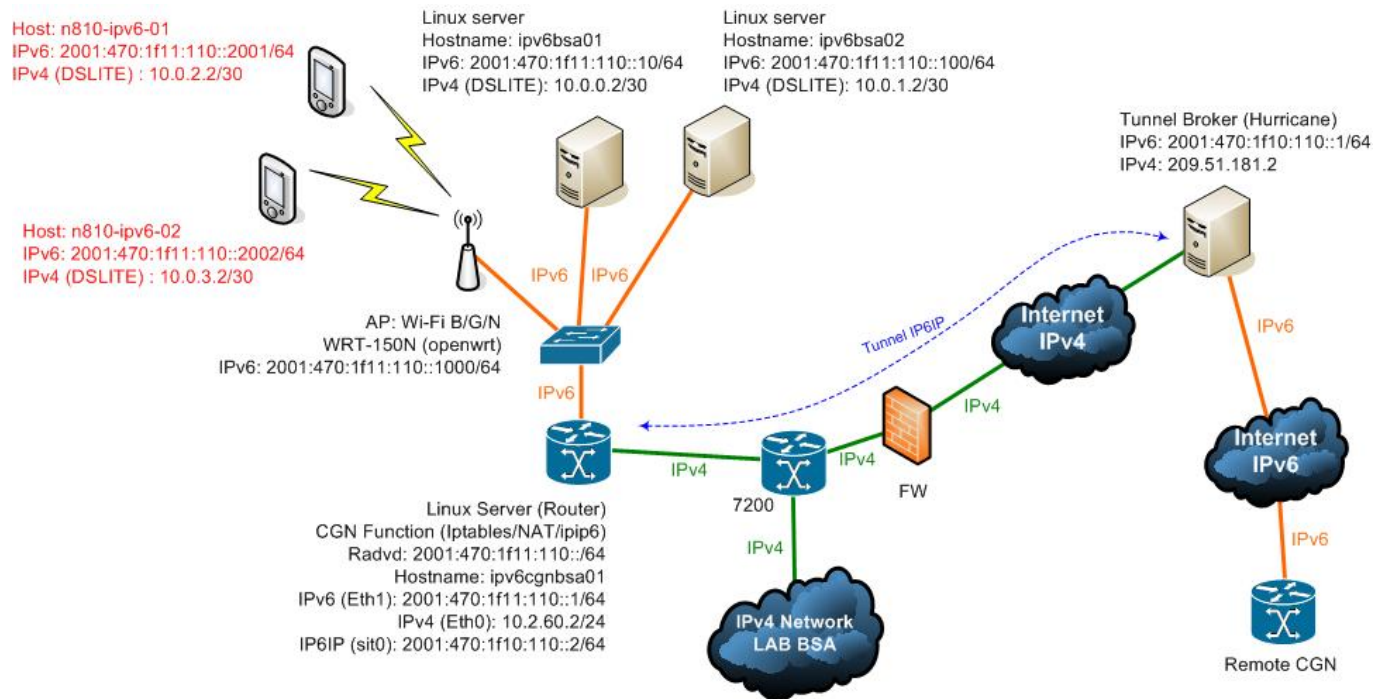 Host: n810-ipv6-01
IPv6: 2001:470:1f11:110::2001/64
IPv4 (DSLITE) : 10.0.2.2/30
Linux server
Hostname: ipv6bsa01
IPv6: 2001:470:1f11:110::10/64
IPv4 (DSLITE): 10.0.0.2/30
Linux server
Hostname: ipv6bsa02
IPv6: 2001:470:1f11:110::100/64
IPv4 (DSLITE): 10.0.1.2/30
Tunnel Broker (Hurricane)
IPv6: 2001:470:1f10:110::1/64
IPv4: 209.51.181.2
Host: n810-ipv6-02
IPv6: 2001:470:1f11:110::2002/64
IPv4 (DSLITE) : 10.0.3.2/30
IPv6
IPv6
AP: Wi-Fi B/G/N
WRT-150N (openwrt)
IPv6: 2001:470:1f11:110::1000/64
IPv6
Tunnel IP6IP
Internet
IPv4
IPv6
IPv4
IPv4
IPv4
FW
7200
Internet
IPv6
Linux Server (Router)
CGN Function (Iptables/NAT/ipip6)
Radvd: 2001:470:1f11:110::/64
Hostname: ipv6cgnbsa01
IPv6 (Eth1): 2001:470:1f11:110::1/64
IPv4 (Eth0): 10.2.60.2/24
IP6IP (sit0): 2001:470:1f10:110::2/64
IPv4
IPv4 Network
LAB BSA
IPv6
Remote CGN